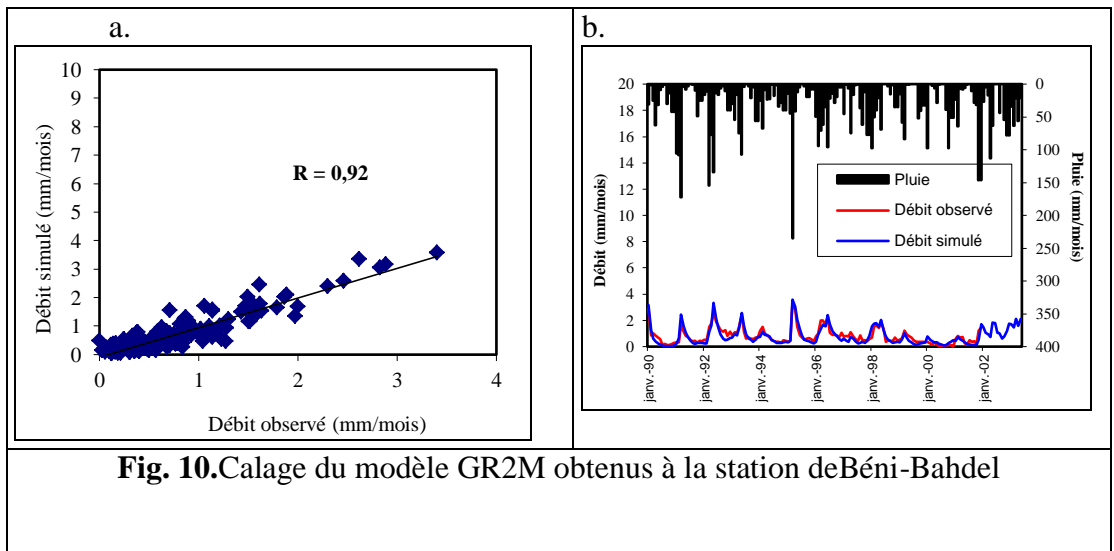 a.
10
9
8
7
6
5
4
3
2
1
0
0
1
2
3
4
R = 0,92
Débit simulé (mm/mois)
Débit observé (mm/mois)
b.
20
18
16
14
12
10
8
6
4
2
0
0
50
100
150
200
250
300
350
400
Débit (mm/mois)
Pluie (mm/mois)
Pluie
Débit observé
Débit simulé
janv.-90
janv.-92
janv.-94
janv.-96
janv.-98
janv.-00
janv.-02
Fig. 10.Calage du modèle GR2M obtenus à la station deBéni-Bahdel